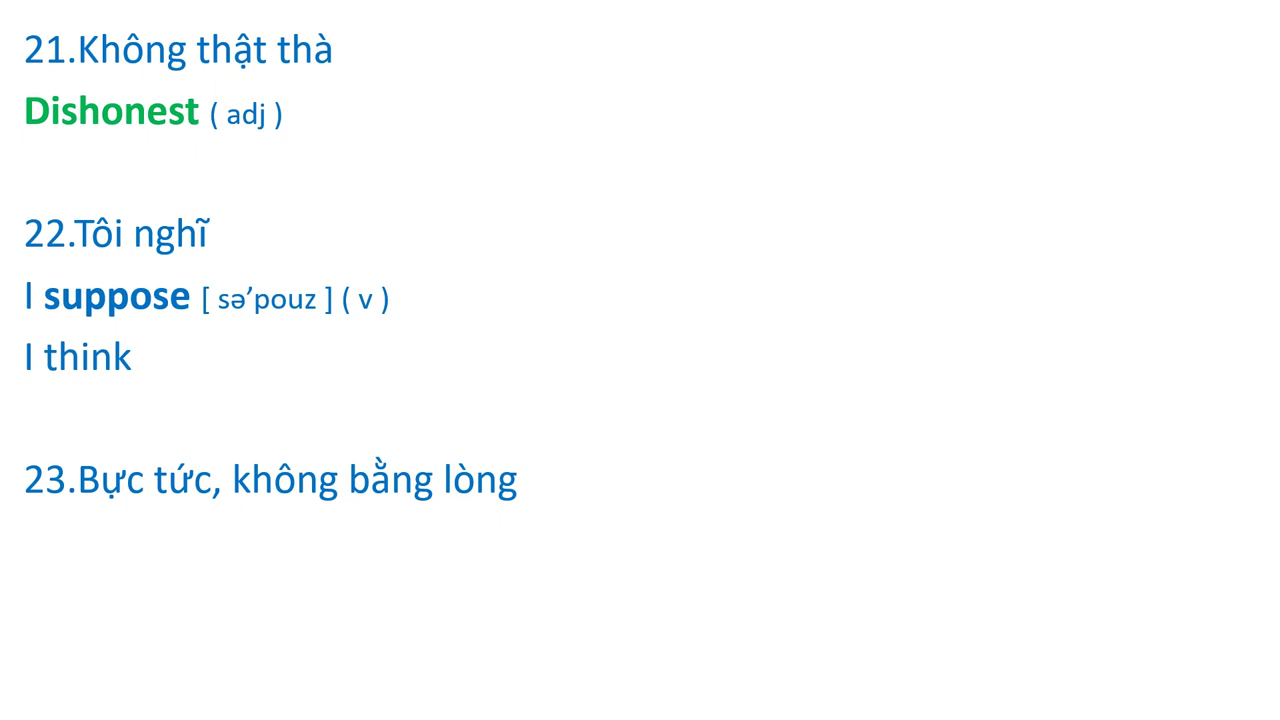 21.Không thật thà
Dishonest ( adj )
22.Tôi nghĩ
I suppose [ sə’pouz ] ( v )
I think
23.Bực tức, không bằng lòng